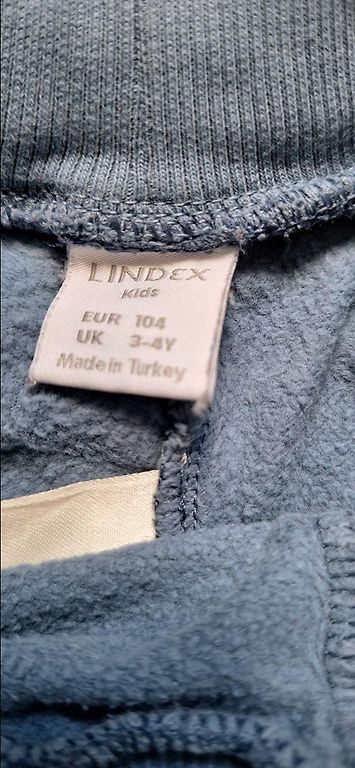 LINDEX
Kids
EUR 104
UK 3-4Y
Made in Turkey